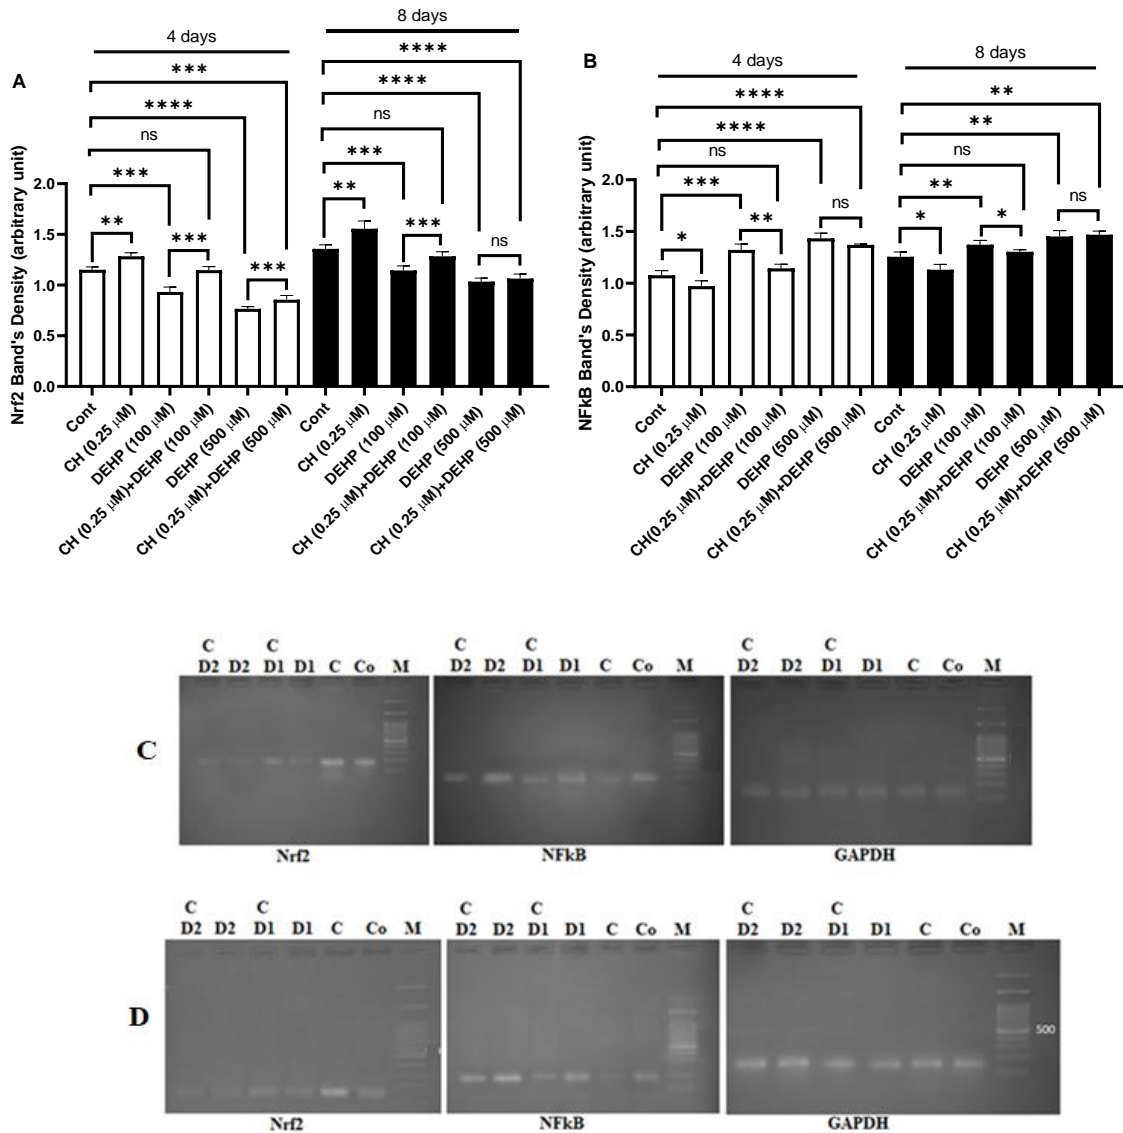 A
4 days
8 days
***
****
ns
***
**
***
***
****
****
ns
***
**
***
ns
Nrf2 Band's Density (arbitrary unit)
2.0
1.5
1.0
0.5
0.0
Cont
CH (0.25 μM)
DEHP (100 μM)
CH (0.25 μM)+DEHP (100 μM)
DEHP (500 μM)
CH (0.25 μM)+DEHP (500 μM)
Cont
CH (0.25 μM)
DEHP (100 μM)
CH (0.25 μM)+DEHP (100 μM)
DEHP (500 μM)
CH (0.25 μM)+DEHP (500 μM)
B
4 days
8 days
****
****
ns
***
*
**
ns
**
**
ns
**
*
*
ns
NFkB Band's Density (arbitrary unit)
2.0
1.5
1.0
0.5
0.0
Cont
CH (0.25 μM)
DEHP (100 μM)
CH(0.25 μM)+DEHP (100 μM)
DEHP (500 μM)
CH (0.25 μM)+DEHP (500 μM)
Cont
CH (0.25 μM)
DEHP (100 μM)
CH (0.25 μM)+DEHP (100 μM)
DEHP (500 μM)
CH (0.25 μM)+DEHP (500 μM)
C
C C
D2 D2 D1 D1 C Co M
Nrf2
C C
D2 D2 D1 D1 C Co M
NFkB
C C
D2 D2 D1 D1 C Co M
GAPDH
D
C C
D2 D2 D1 D1 C Co M
Nrf2
C C
D2 D2 D1 D1 C Co M
NFkB
C C
D2 D2 D1 D1 C Co M
500
GAPDH